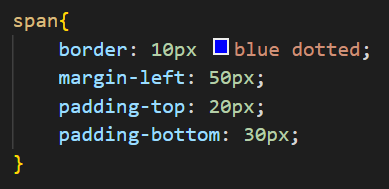 span{
    border: 10px blue dotted;
    margin-left: 50px;
    padding-top: 20px;
    padding-bottom: 30px;
}